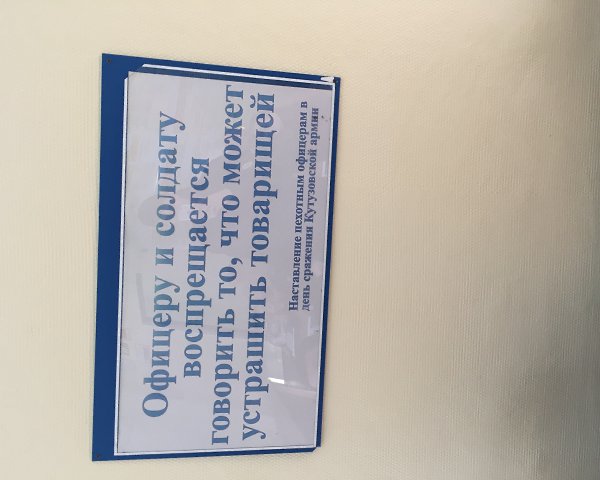 Офицеру и солдату
воспрещается
говорить то, что может
устрашить товарищей
Наставление пехотным офицерам в
день сражения Кутузовской армии